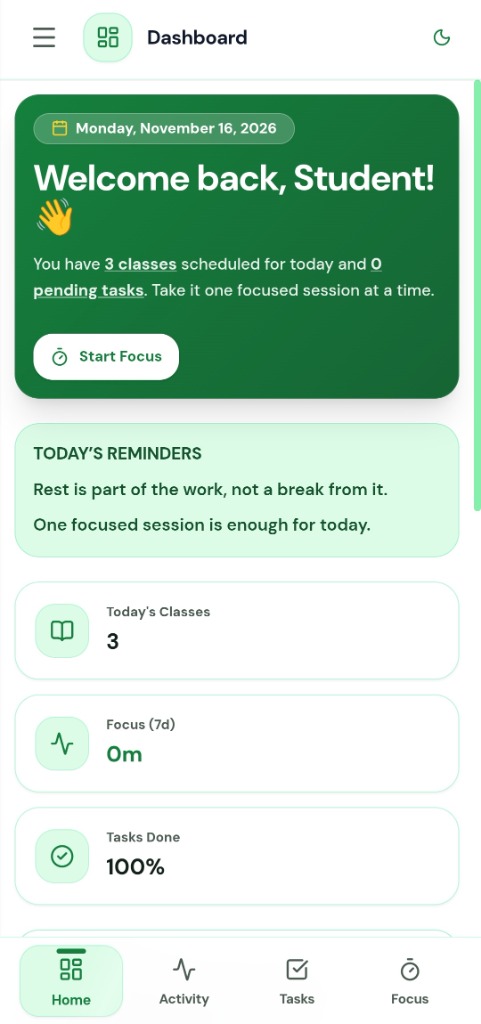 Dashboard
Monday, November 16, 2026
Welcome back, Student!
👋
You have 3 classes scheduled for today and 0
pending tasks. Take it one focused session at a time.
Start Focus
TODAY’S REMINDERS
Rest is part of the work, not a break from it.
One focused session is enough for today.
Today's Classes
3
Focus (7d)
0m
Tasks Done
100%
Home
Activity
Tasks
Focus